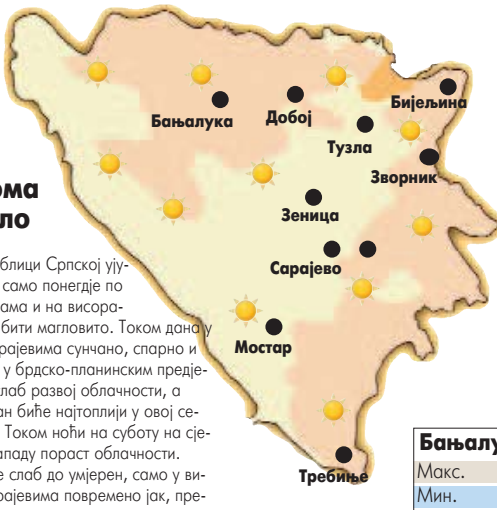 Бањалука
Добој
Бијељина
Тузла
Зворник
Зеница
Сарајево
Мостар
Требиње
ома
ло
блици Српској ују-
само понегдје по
ама и на висора-
бити магловито. Током дана у
рајевима сунчано, спарно и
у брдско-планинским предје-
лаб развој облачности, а
ан биће најтоплији у овој се-
Током ноћи на суботу на сје-
ападу пораст облачности.
е слаб до умјерен, само у ви-
рајевима повремено јак, пре-
Бањалу
Макс.
Мин.